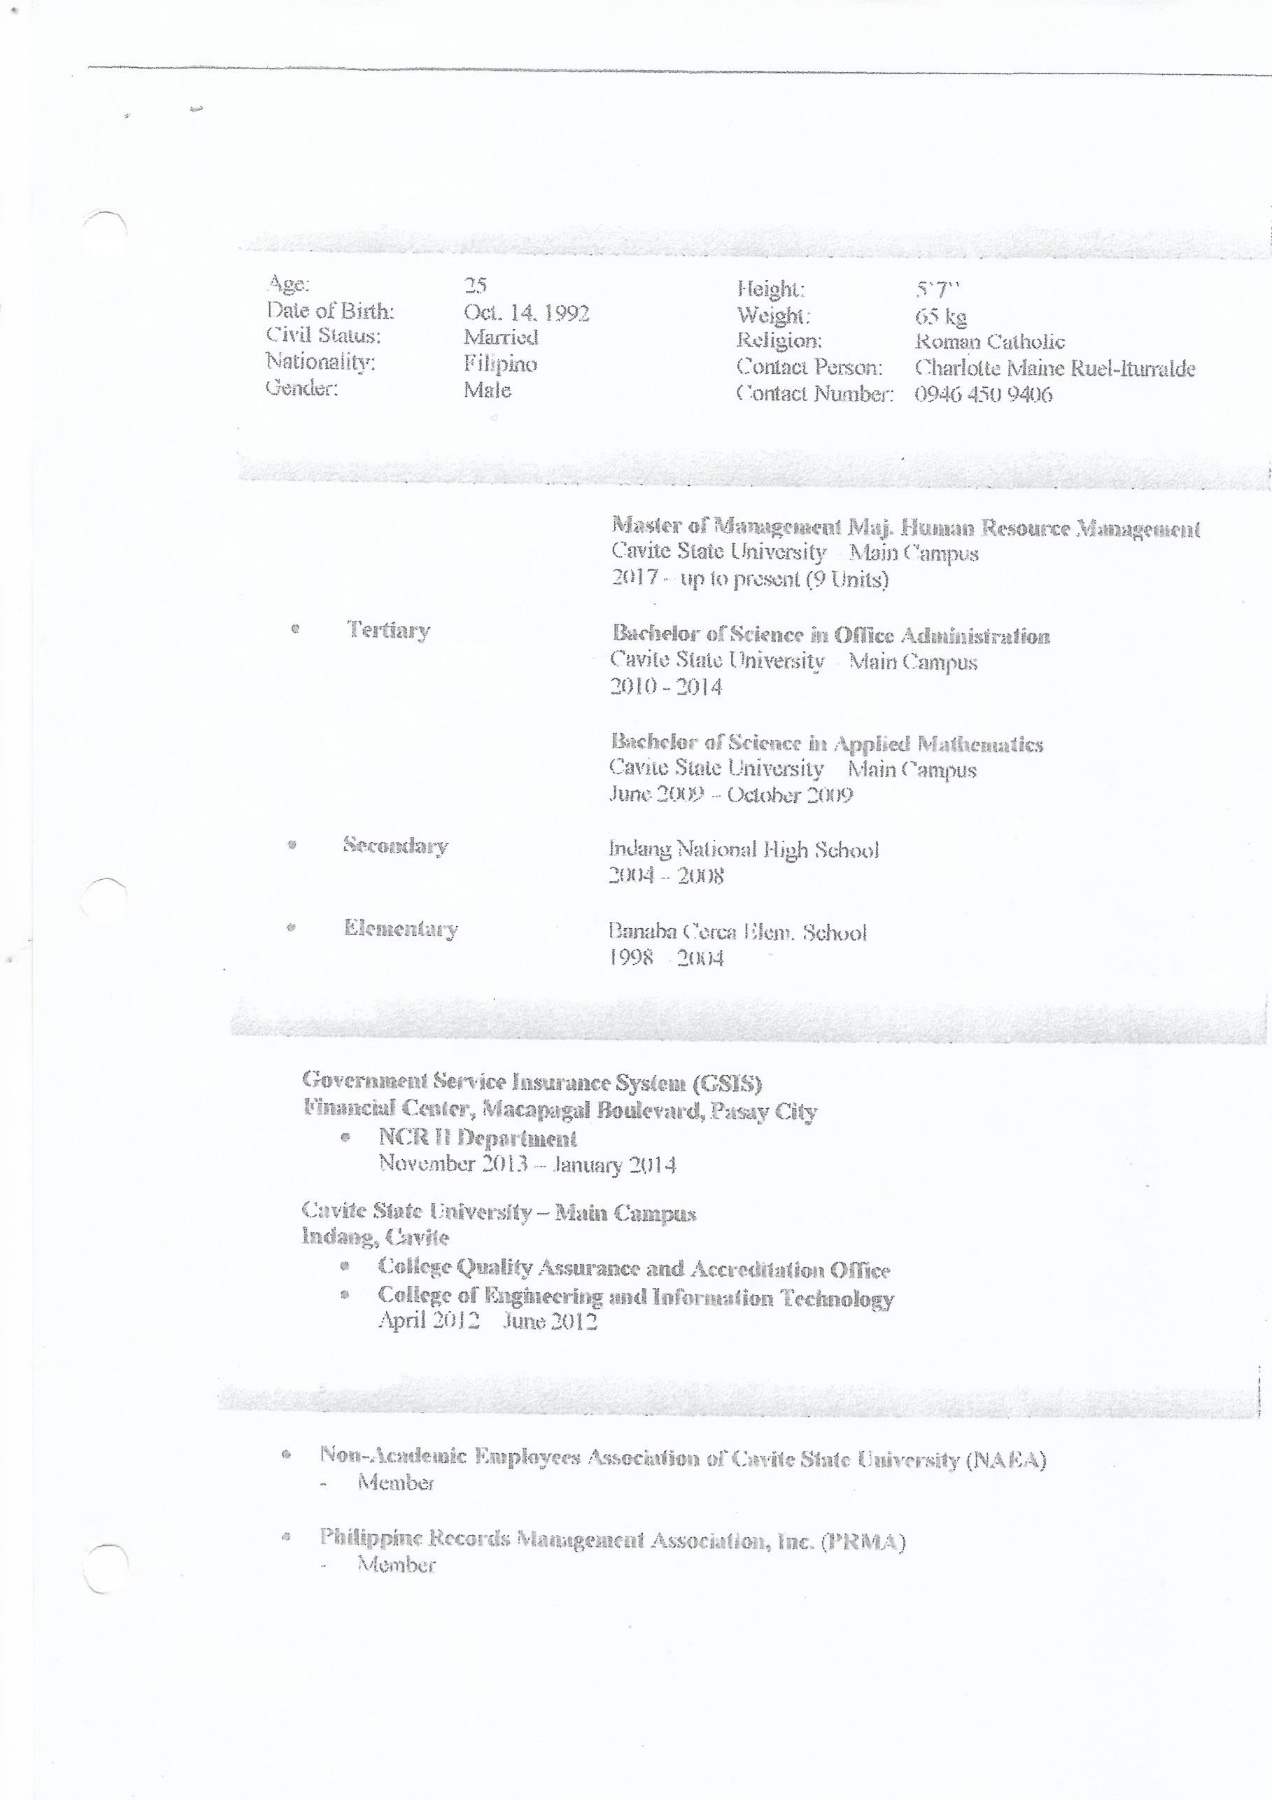 Age: 25
Date of Birth: Oct. 14, 1992
Civil Status: Married
Nationality: Filipino
Gender: Male
Height: 5'7''
Weight: 65 kg
Religion: Roman Catholic
Contact Person: Charlotte Maine Ruel-Iturralde
Contact Number: 0946 450 9406
Master of Management Maj. Human Resource Management
Cavite State University Main Campus
2017 - up to present (9 Units)
• Tertiary Bachelor of Science in Office Administration
Cavite State University Main Campus
2010 - 2014
Bachelor of Science in Applied Mathematics
Cavite State University Main Campus
June 2009 – October 2009
• Secondary Indang National High School
2004 – 2008
• Elementary Banaba Cerca Elem. School
1998 - 2004
Government Service Insurance System (GSIS)
Financial Center, Macapagal Boulevard, Pasay City
• NCR II Department
November 2013 – January 2014
Cavite State University – Main Campus
Indang, Cavite
• College Quality Assurance and Accreditation Office
• College of Engineering and Information Technology
April 2012 June 2012
• Non-Academic Employees Association of Cavite State University (NAEA)
- Member
• Philippine Records Management Association, Inc. (PRMA)
- Member